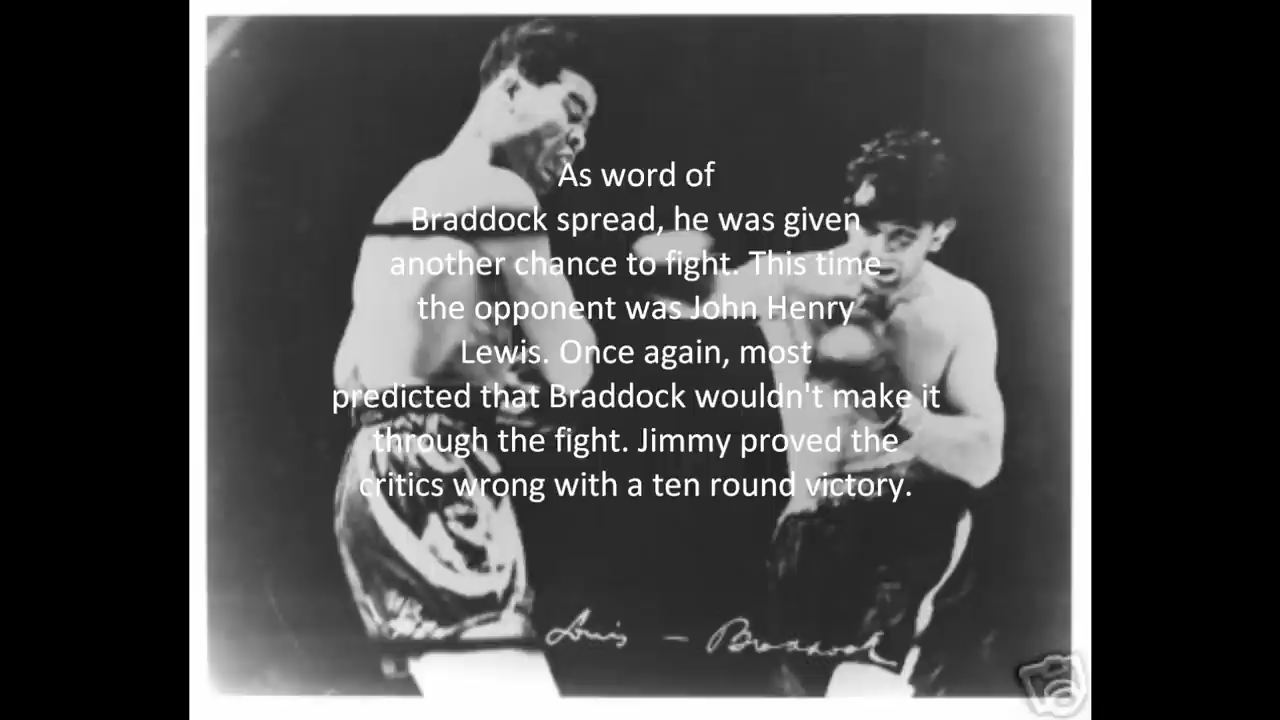 As word of
Braddock spread, he was given
another chance to fight. This time
the opponent was John Henry
Lewis. Once again, most
predicted that Braddock wouldn't make it
through the fight. Jimmy proved the
critics wrong with a ten round victory.
Louis — Braddock